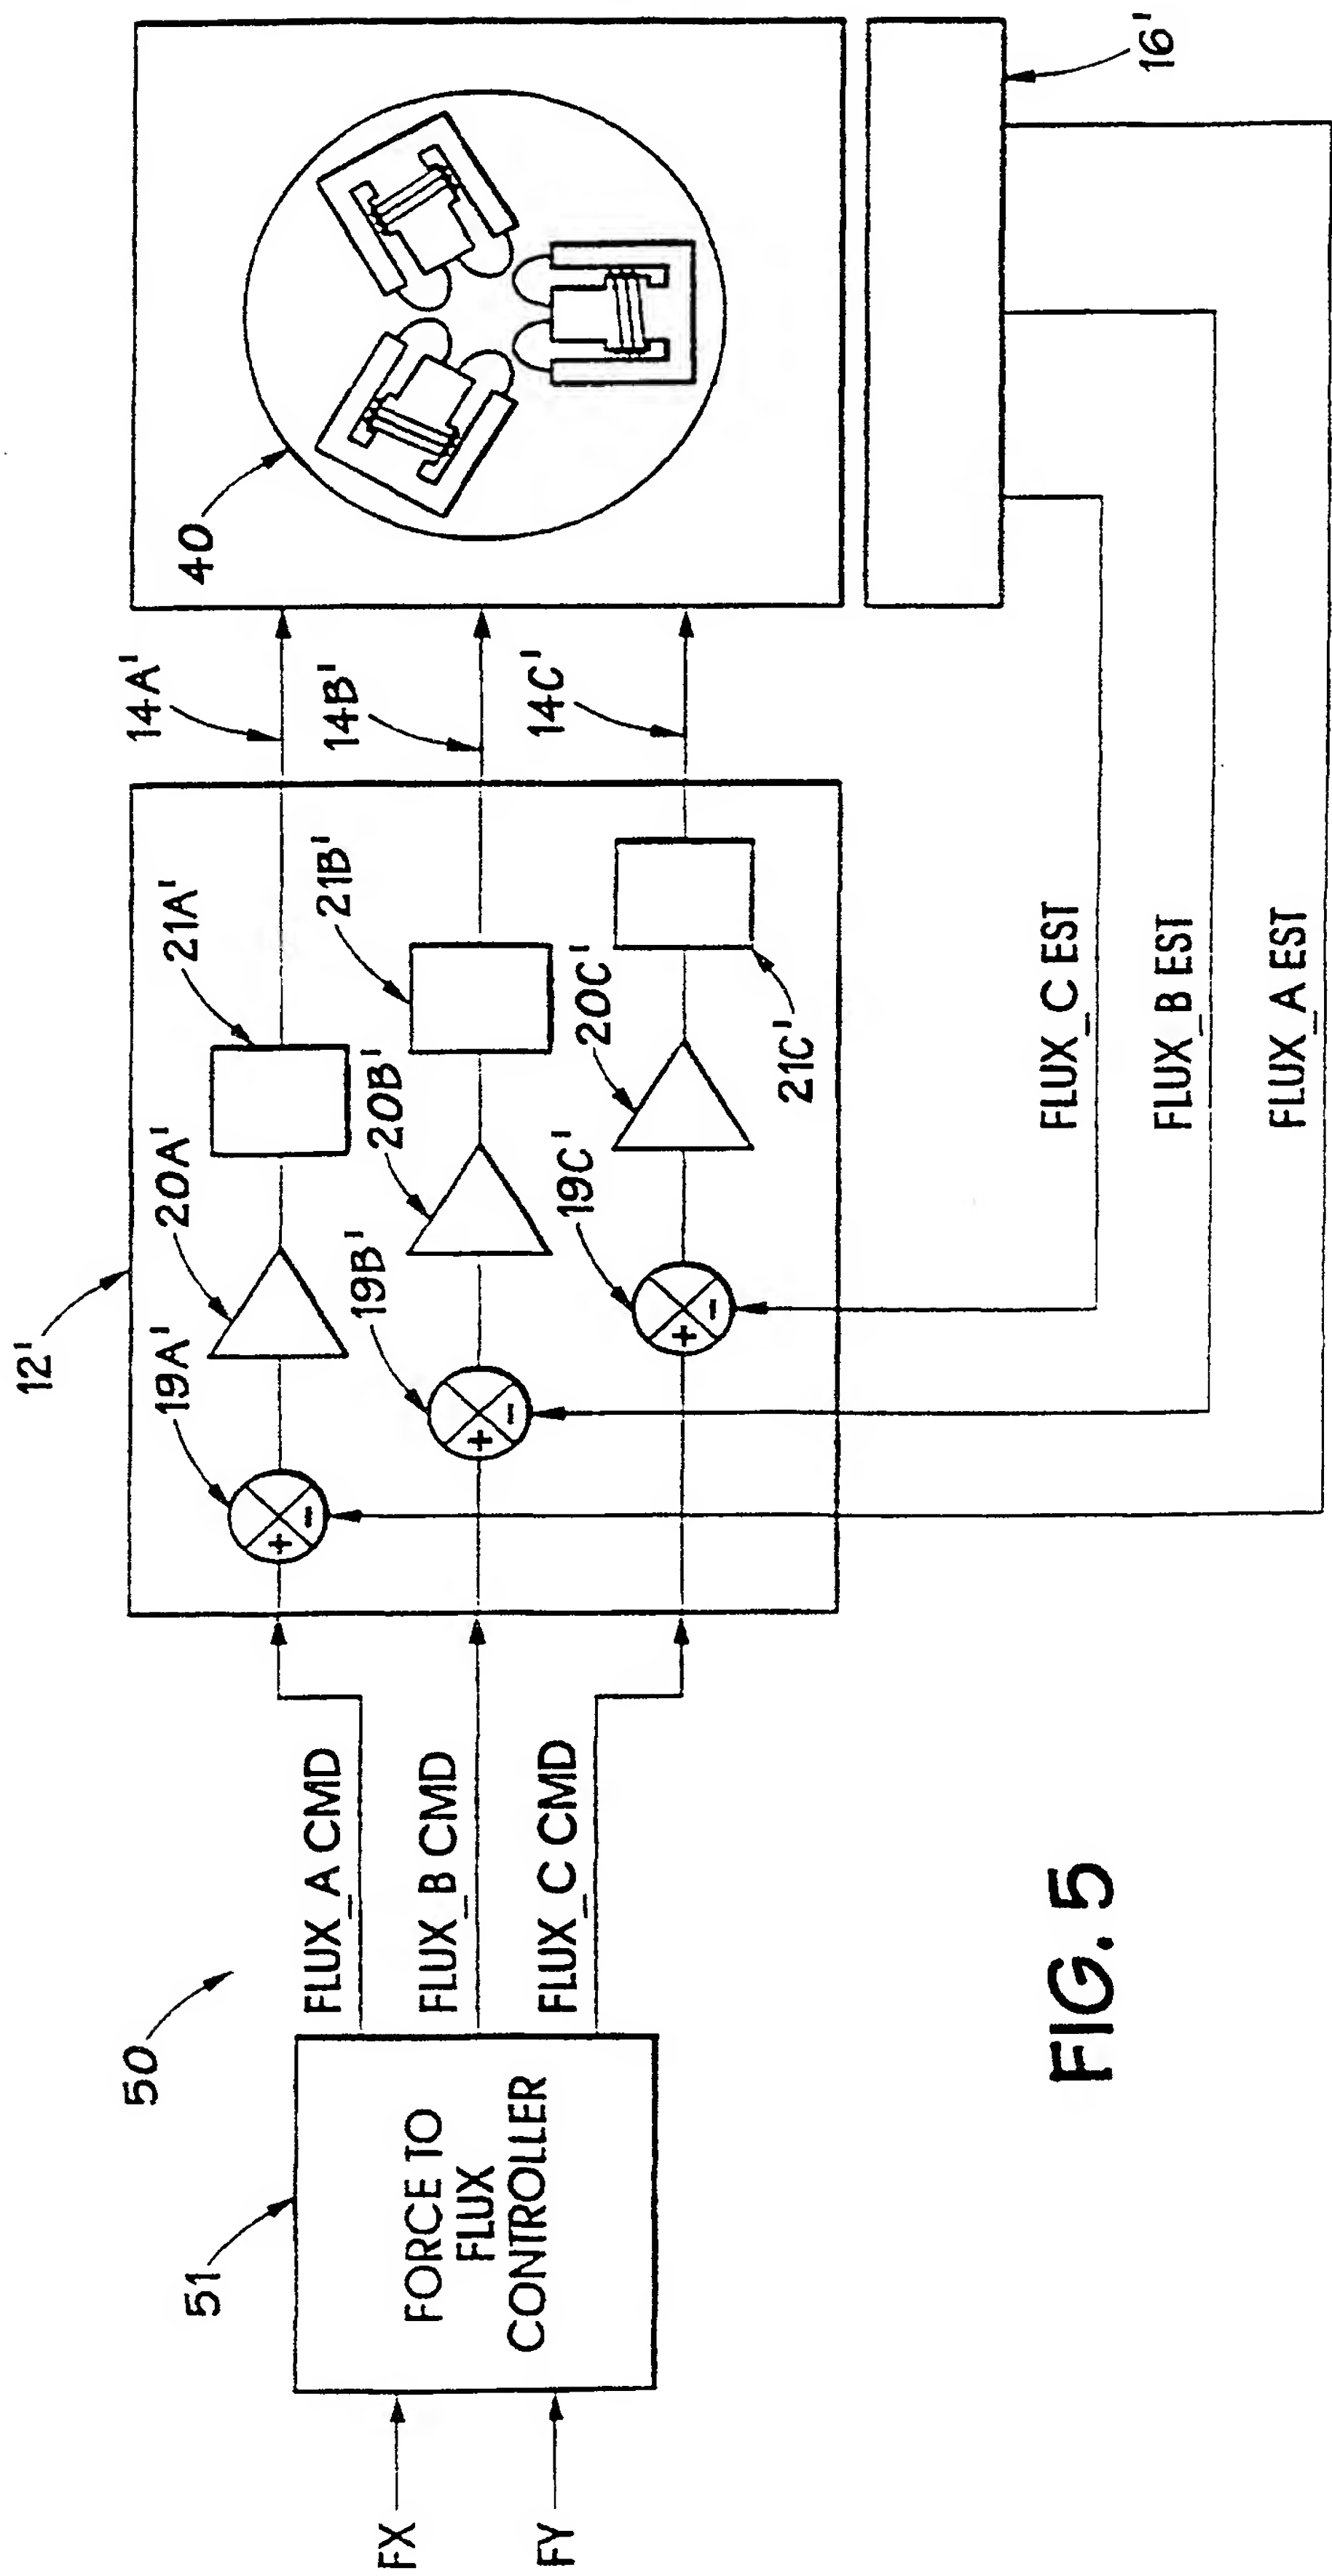 50
51
FORCE TO
FLUX
CONTROLLER
FX
FY
FLUX_A CMD
FLUX_B CMD
FLUX_C CMD
12'
19A'
20A'
21A'
19B'
20B'
21B'
19C'
20C'
21C'
+
-
+
-
+
-
14A'
14B'
14C'
40
16'
FLUX_C EST
FLUX_B EST
FLUX_A EST
FIG. 5